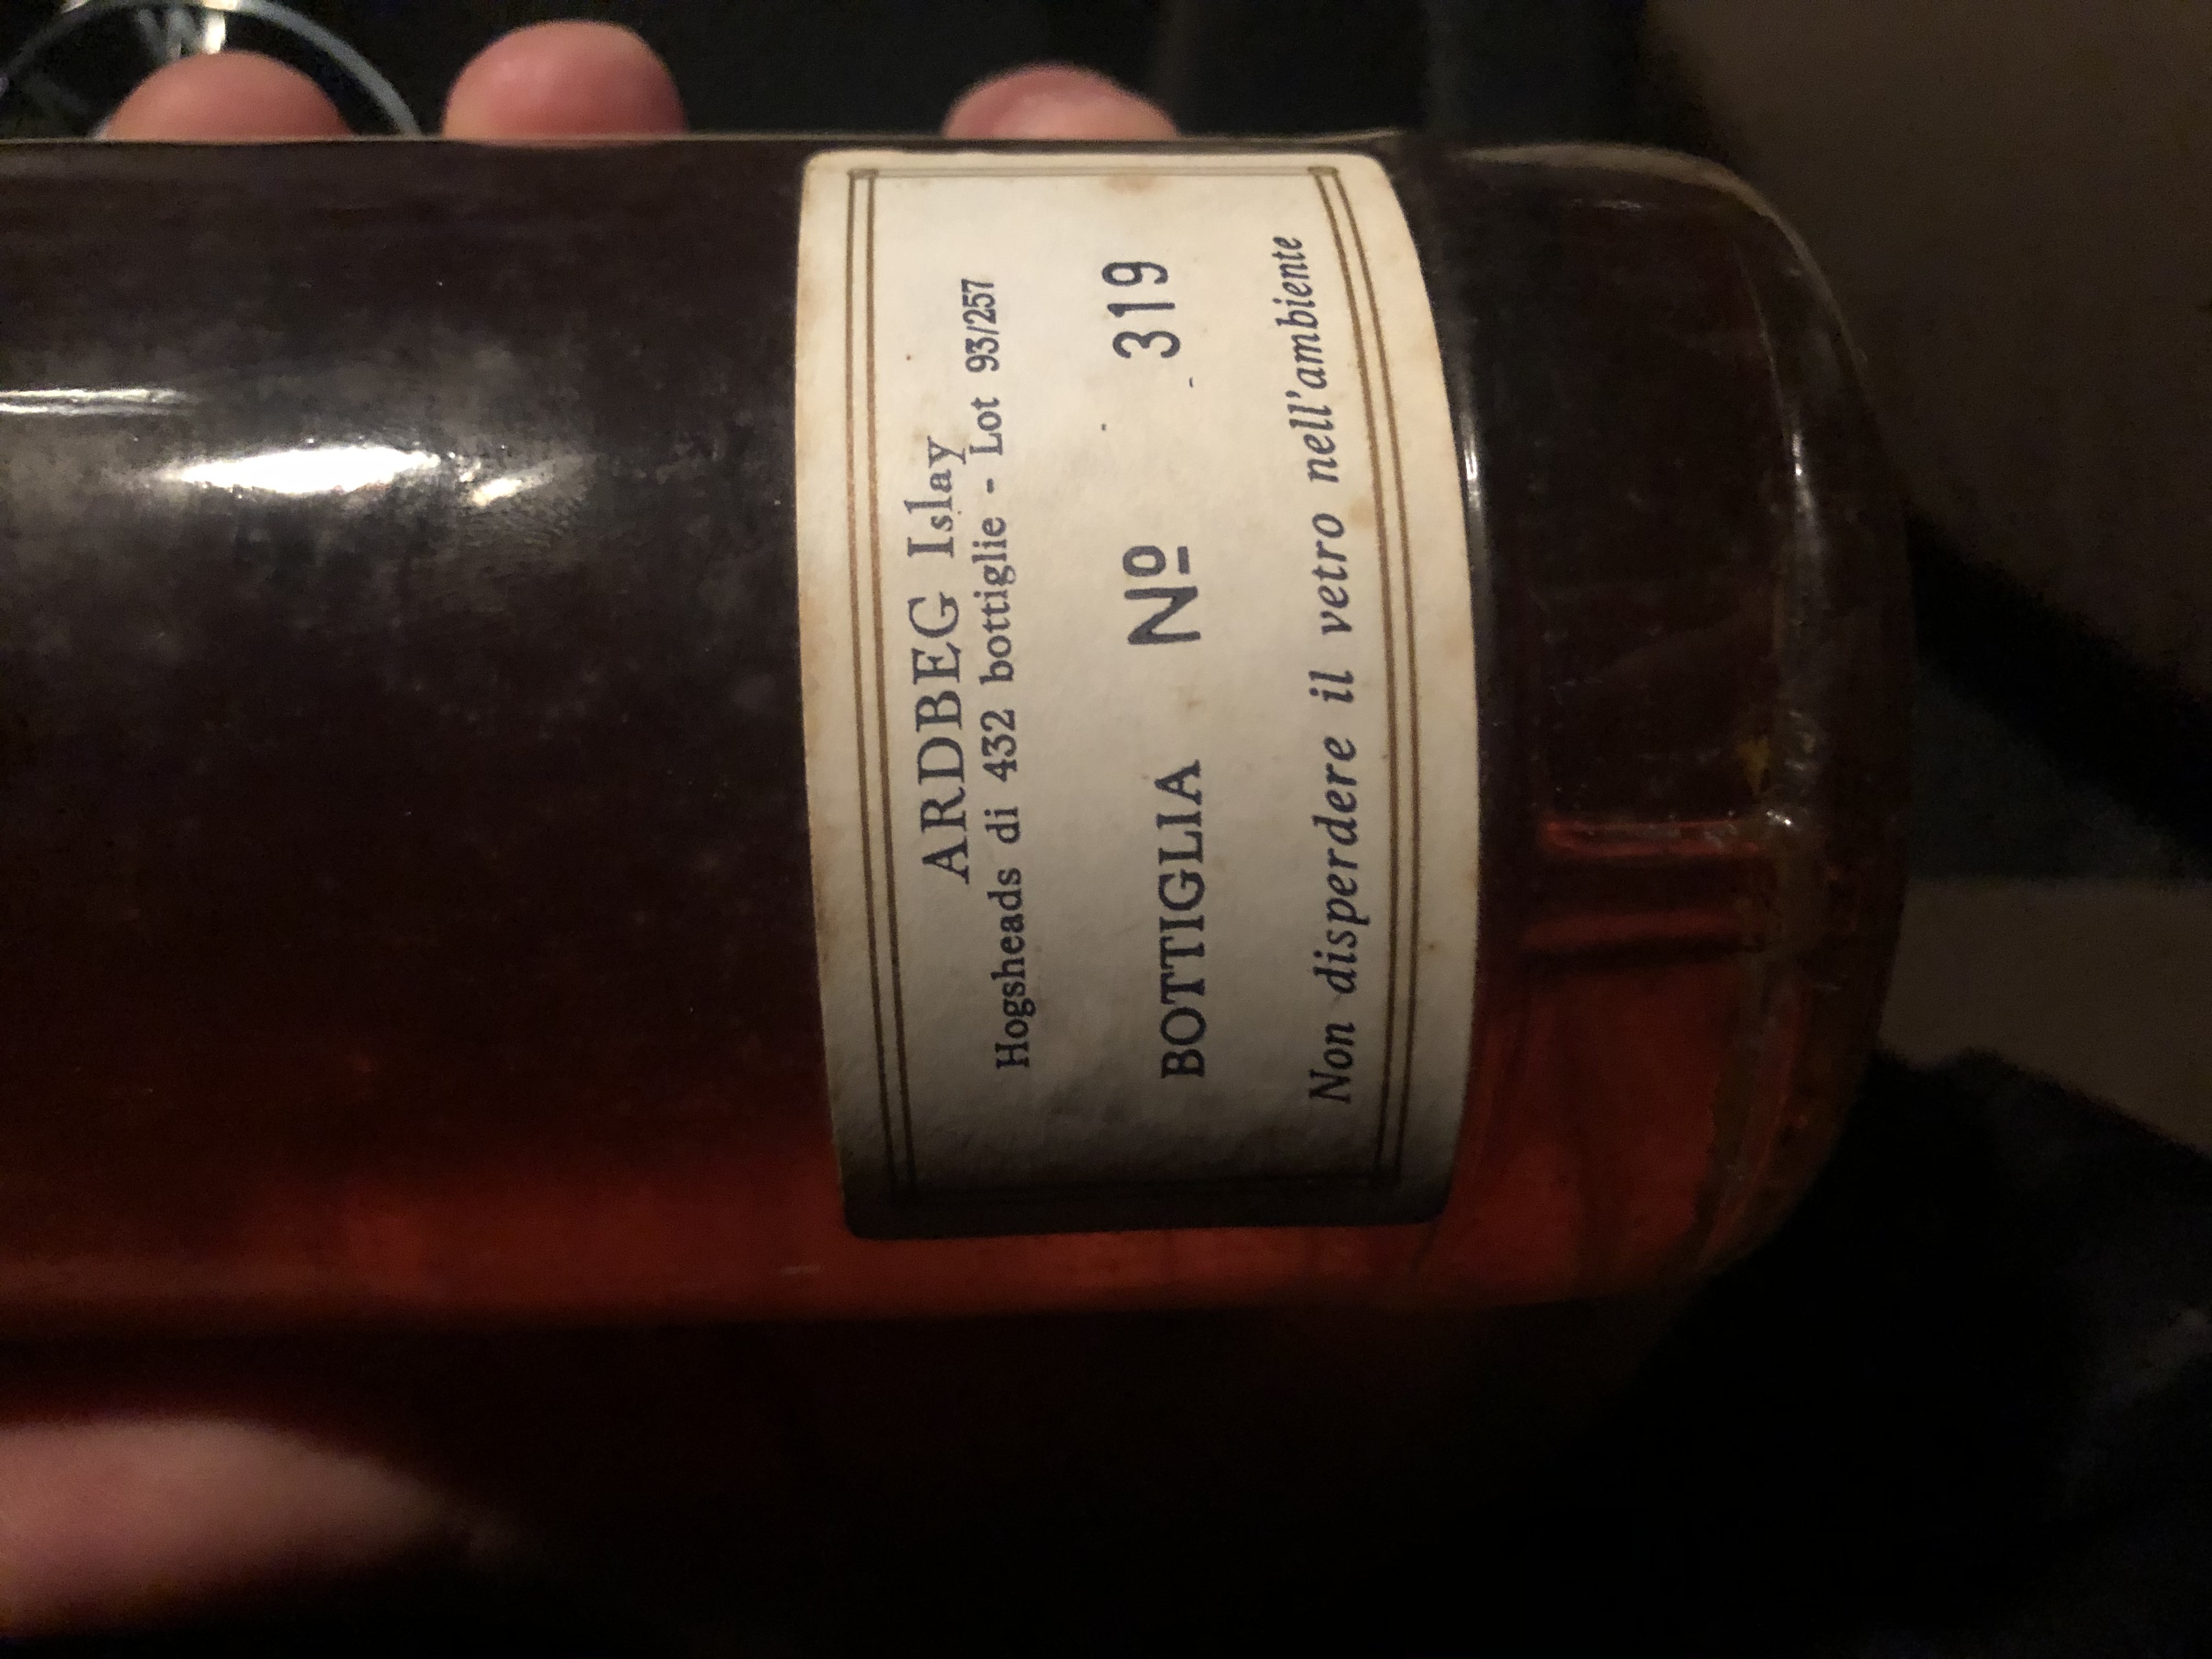 ARDBEG Islay
Hogsheads di 432 bottiglie - Lot 93/257
BOTTIGLIA Nº 319
Non disperdere il vetro nell'ambiente